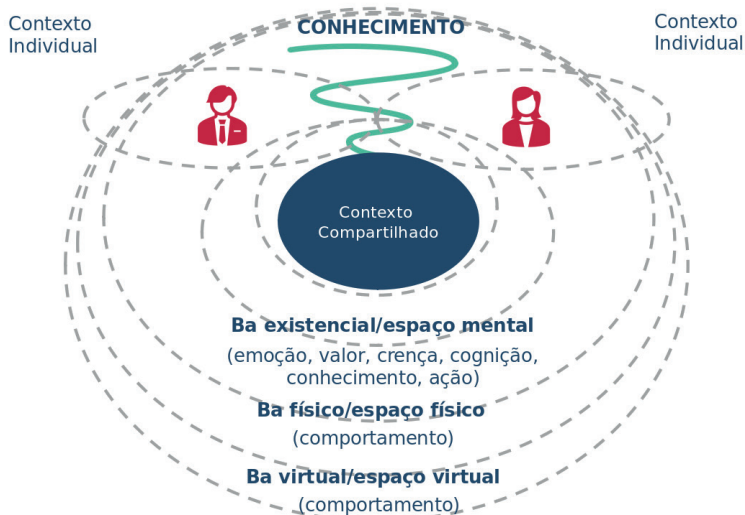 Contexto
Individual
CONHECIMENTO
Contexto
Individual
Contexto
Compartilhado
Ba existencial/espaço mental
(emoção, valor, crença, cognição,
conhecimento, ação)
Ba físico/espaço físico
(comportamento)
Ba virtual/espaço virtual
(comportamento)